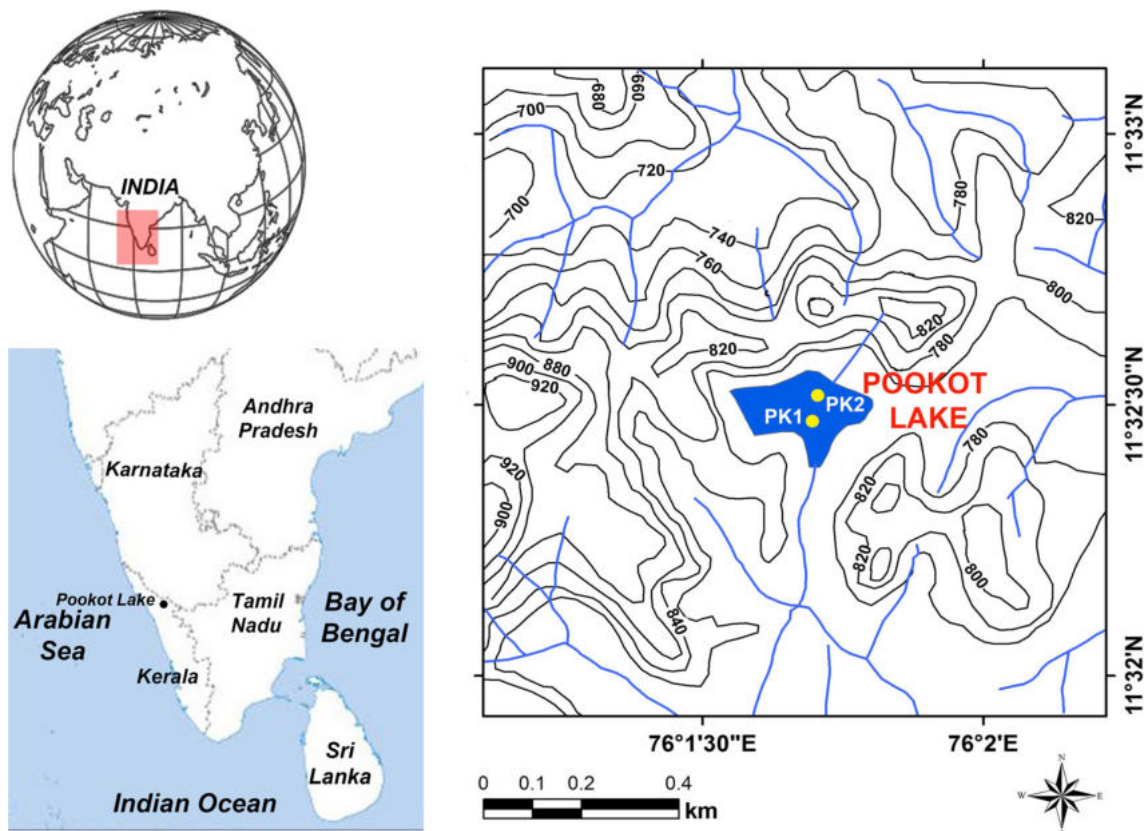 INDIA
Andhra
Pradesh
Karnataka
Pookot Lake
Arabian
Sea
Tamil
Nadu
Bay of
Bengal
Kerala
Sri
Lanka
Indian Ocean
680
660
700
720
700
740
760
780
820
800
820
780
820
880
900
920
POOKOT
LAKE
PK2
PK1
780
920
900
820
820
800
840
11°33'N
11°32'30"N
11°32'N
76°1'30"E
76°2'E
0 0.1 0.2 0.4
km
N
W E
S